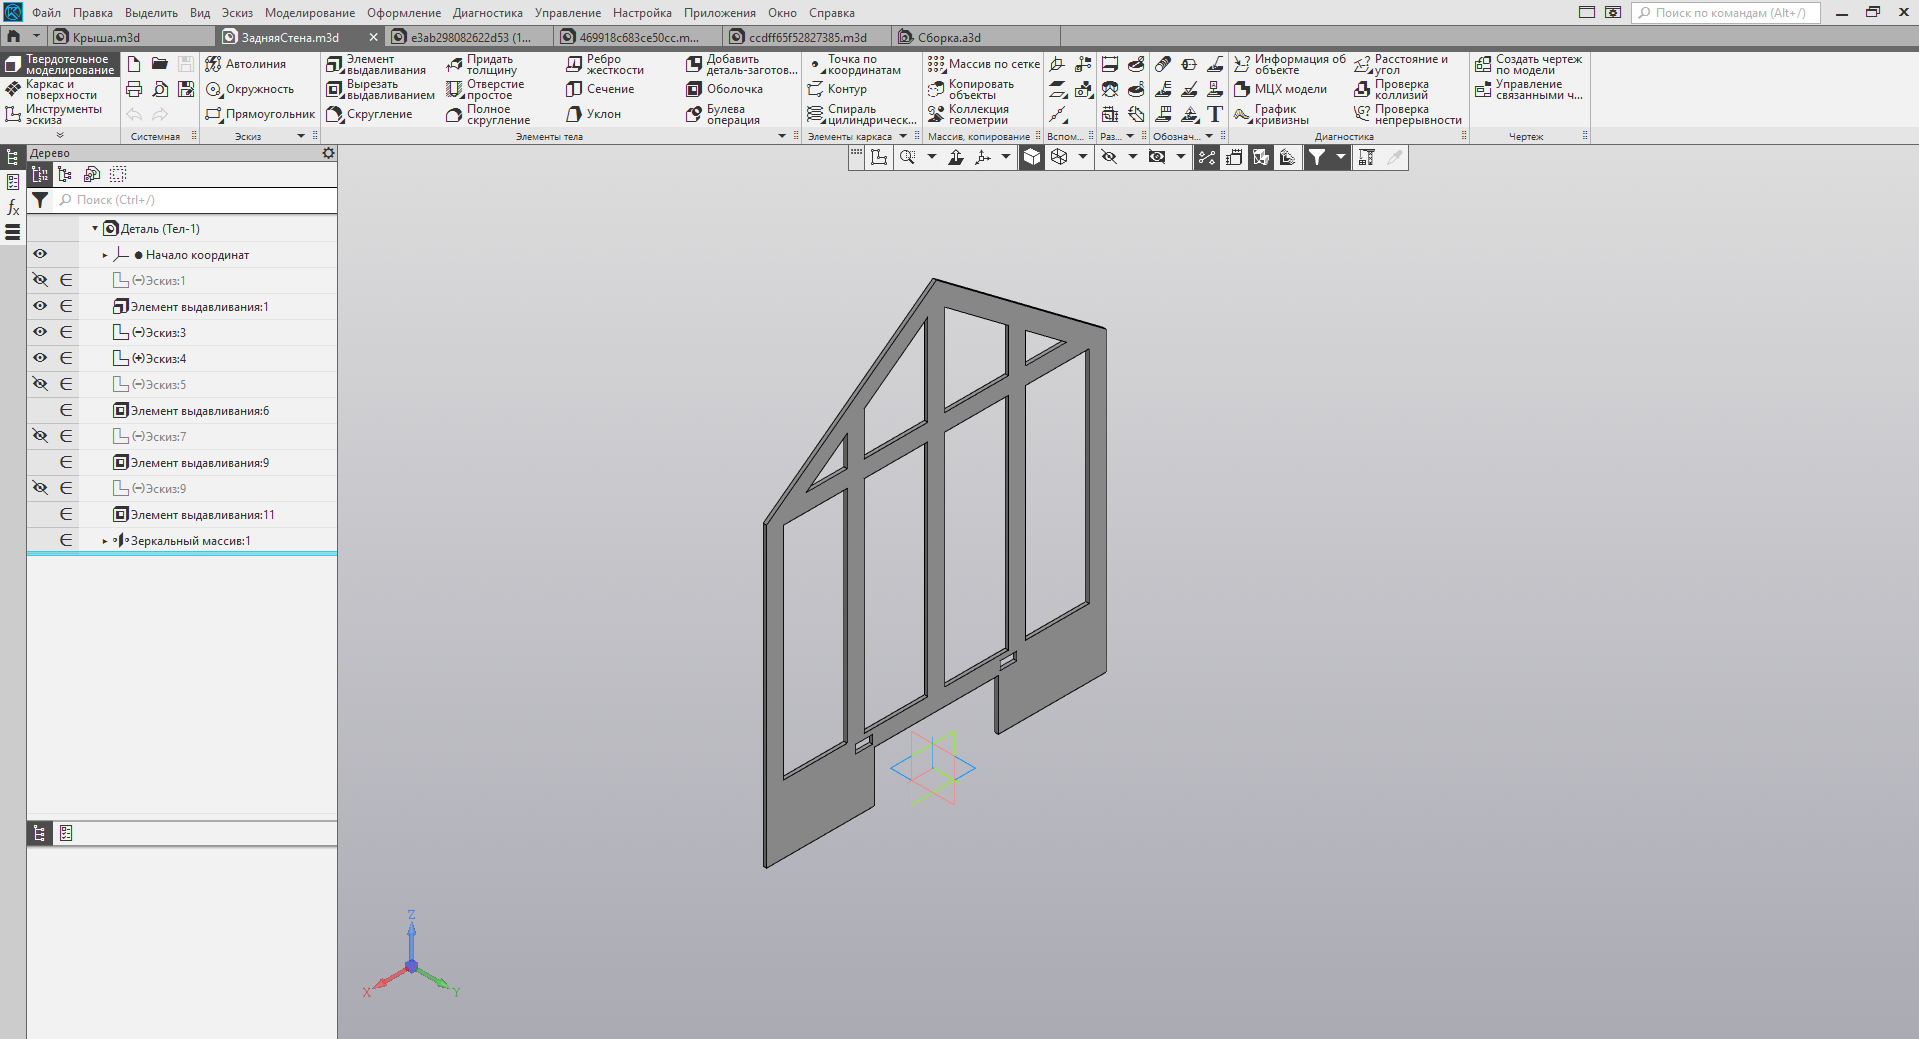 Файл Правка Выделить Вид Эскиз Моделирование Оформление Диагностика Управление Настройка Приложения Окно Справка
Поиск по командам (Alt+/)
Крыша.m3d
ЗадняяСтена.m3d
e3ab298082622d53 (1...
469918c683ce50cc.m...
ccdff65f52827385.m3d
Сборка.a3d
Твердотельное
моделирование
Каркас и
поверхности
Инструменты
эскиза
Системная
Автолиния
Окружность
Прямоугольник
Эскиз
Элемент
выдавливания
Вырезать
выдавливанием
Скругление
Придать
толщину
Отверстие
простое
Полное
скругление
Ребро
жесткости
Сечение
Уклон
Добавить
деталь-заготов...
Оболочка
Булева
операция
Элементы тела
Точка по
координатам
Контур
Спираль
цилиндрическ...
Элементы каркаса
Массив по сетке
Копировать
объекты
Коллекция
геометрии
Массив, копирование
Вспом...
Раз...
Обознач...
Информация об
объекте
МЦХ модели
График
кривизны
Расстояние и
угол
Проверка
коллизий
Проверка
непрерывности
Диагностика
Создать чертеж
по модели
Управление
связанными ч...
Чертеж
Дерево
Поиск (Ctrl+/)
Деталь (Тел-1)
Начало координат
(−)Эскиз:1
Элемент выдавливания:1
(−)Эскиз:3
(+)Эскиз:4
(−)Эскиз:5
Элемент выдавливания:6
(−)Эскиз:7
Элемент выдавливания:9
(−)Эскиз:9
Элемент выдавливания:11
Зеркальный массив:1
Z
X
Y